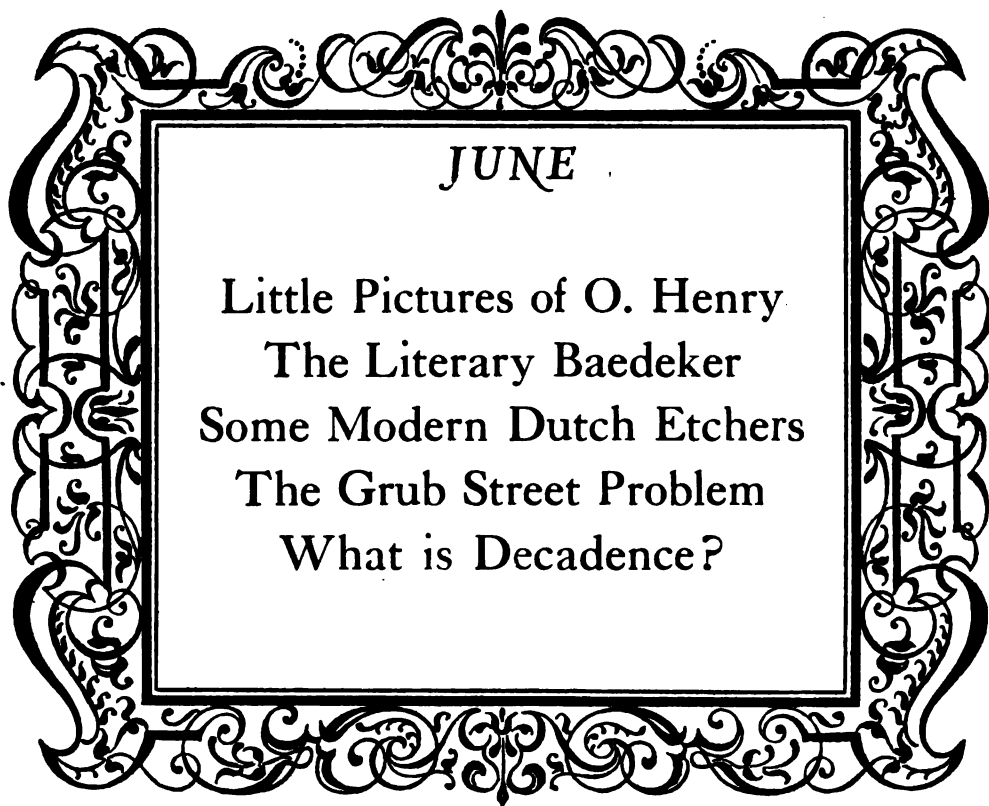 JUNE
Little Pictures of O. Henry
The Literary Baedeker
Some Modern Dutch Etchers
The Grub Street Problem
What is Decadence?